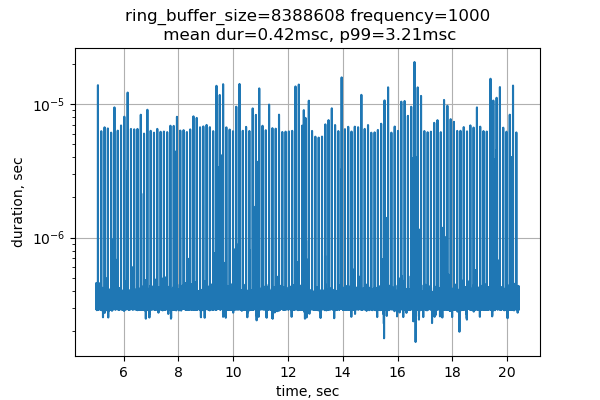 ring_buffer_size=8388608 frequency=1000
mean dur=0.42msc, p99=3.21msc
10⁻⁵
10⁻⁶
duration, sec
6 8 10 12 14 16 18 20
time, sec